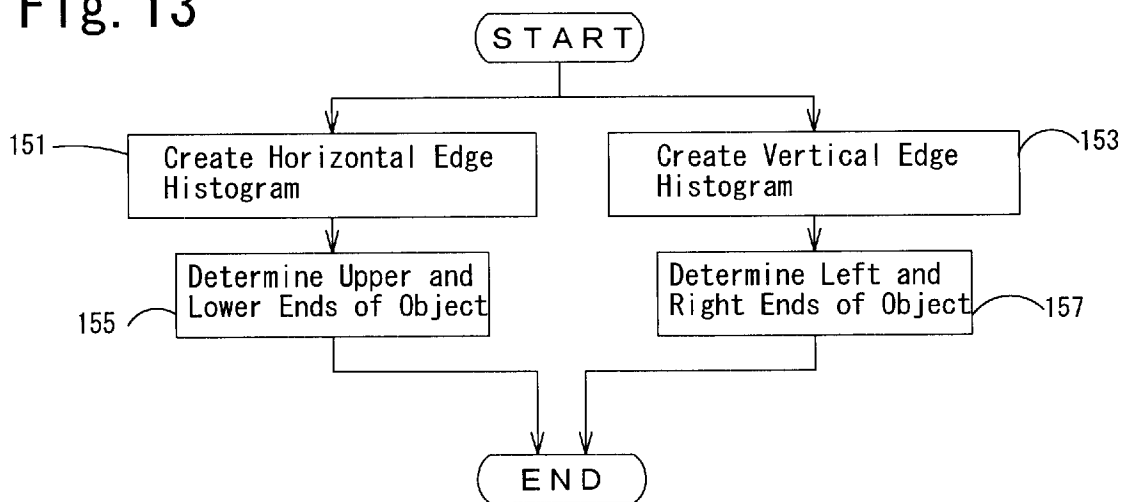 Fig. 13
START
151
Create Horizontal Edge
Histogram
Create Vertical Edge
Histogram
153
155
Determine Upper and
Lower Ends of Object
Determine Left and
Right Ends of Object
157
END